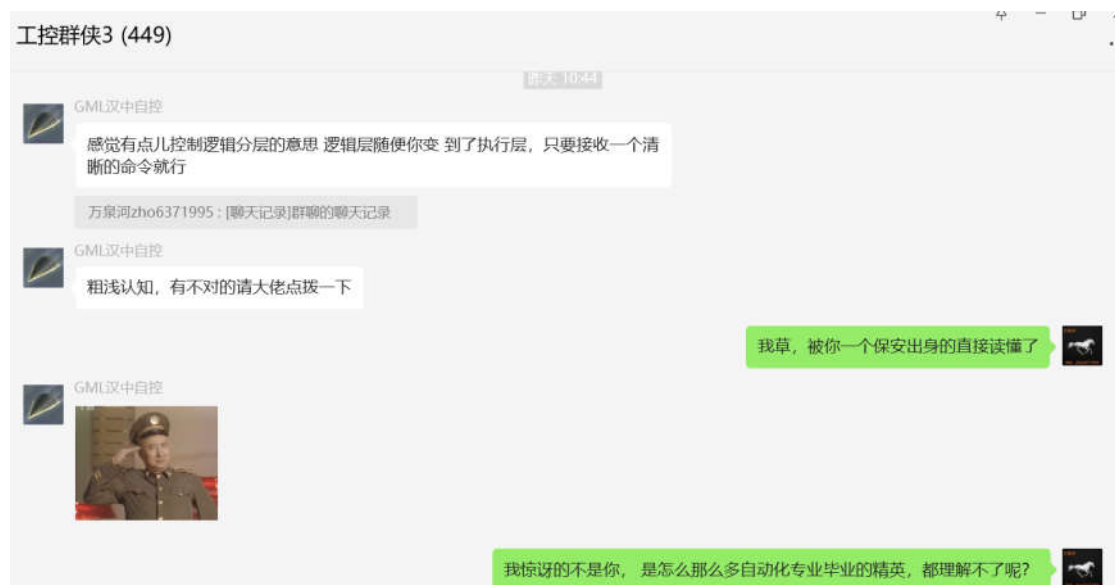 工控群侠3 (449)
昨天 10:44
GML汉中自控
感觉有点儿控制逻辑分层的意思 逻辑层随便你变 到了执行层，只要接收一个清
晰的命令就行
万泉河zho6371995 : [聊天记录]群聊的聊天记录
GML汉中自控
粗浅认知，有不对的请大佬点拨一下
我草，被你一个保安出身的直接读懂了
GML汉中自控
我惊讶的不是你， 是怎么那么多自动化专业毕业的精英，都理解不了呢？